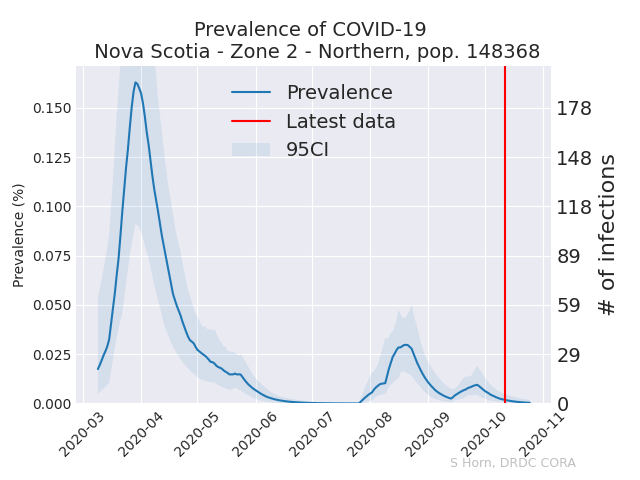 Prevalence of COVID-19
Nova Scotia - Zone 2 - Northern, pop. 148368
Prevalence
Latest data
95CI
Prevalence (%)
0.150
0.125
0.100
0.075
0.050
0.025
0.000
178
148
118
89
59
29
0
# of infections
2020-03
2020-04
2020-05
2020-06
2020-07
2020-08
2020-09
2020-10
2020-11
S Horn, DRDC CORA